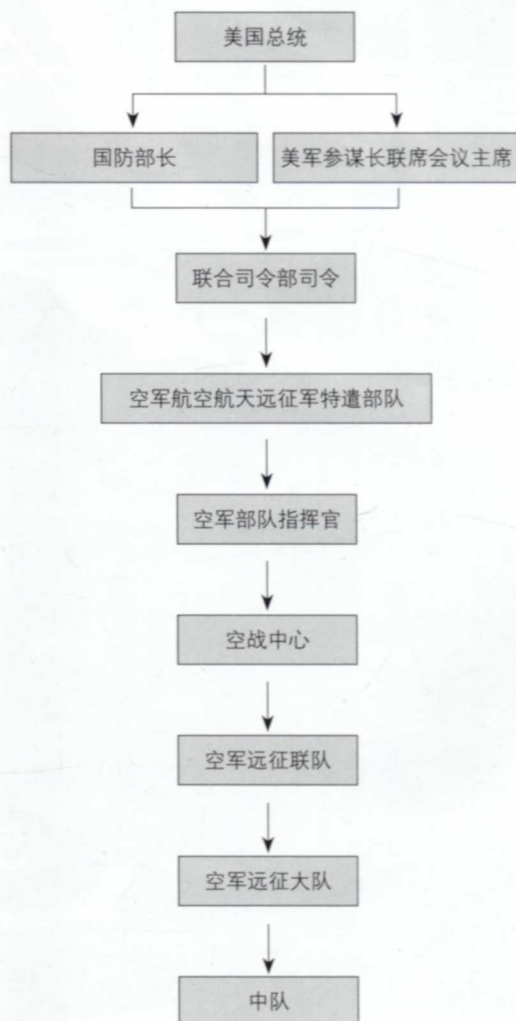 美国总统
国防部长
美军参谋长联席会议主席
联合司令部司令
空军航空航天远征军特遣部队
空军部队指挥官
空战中心
空军远征联队
空军远征大队
中队